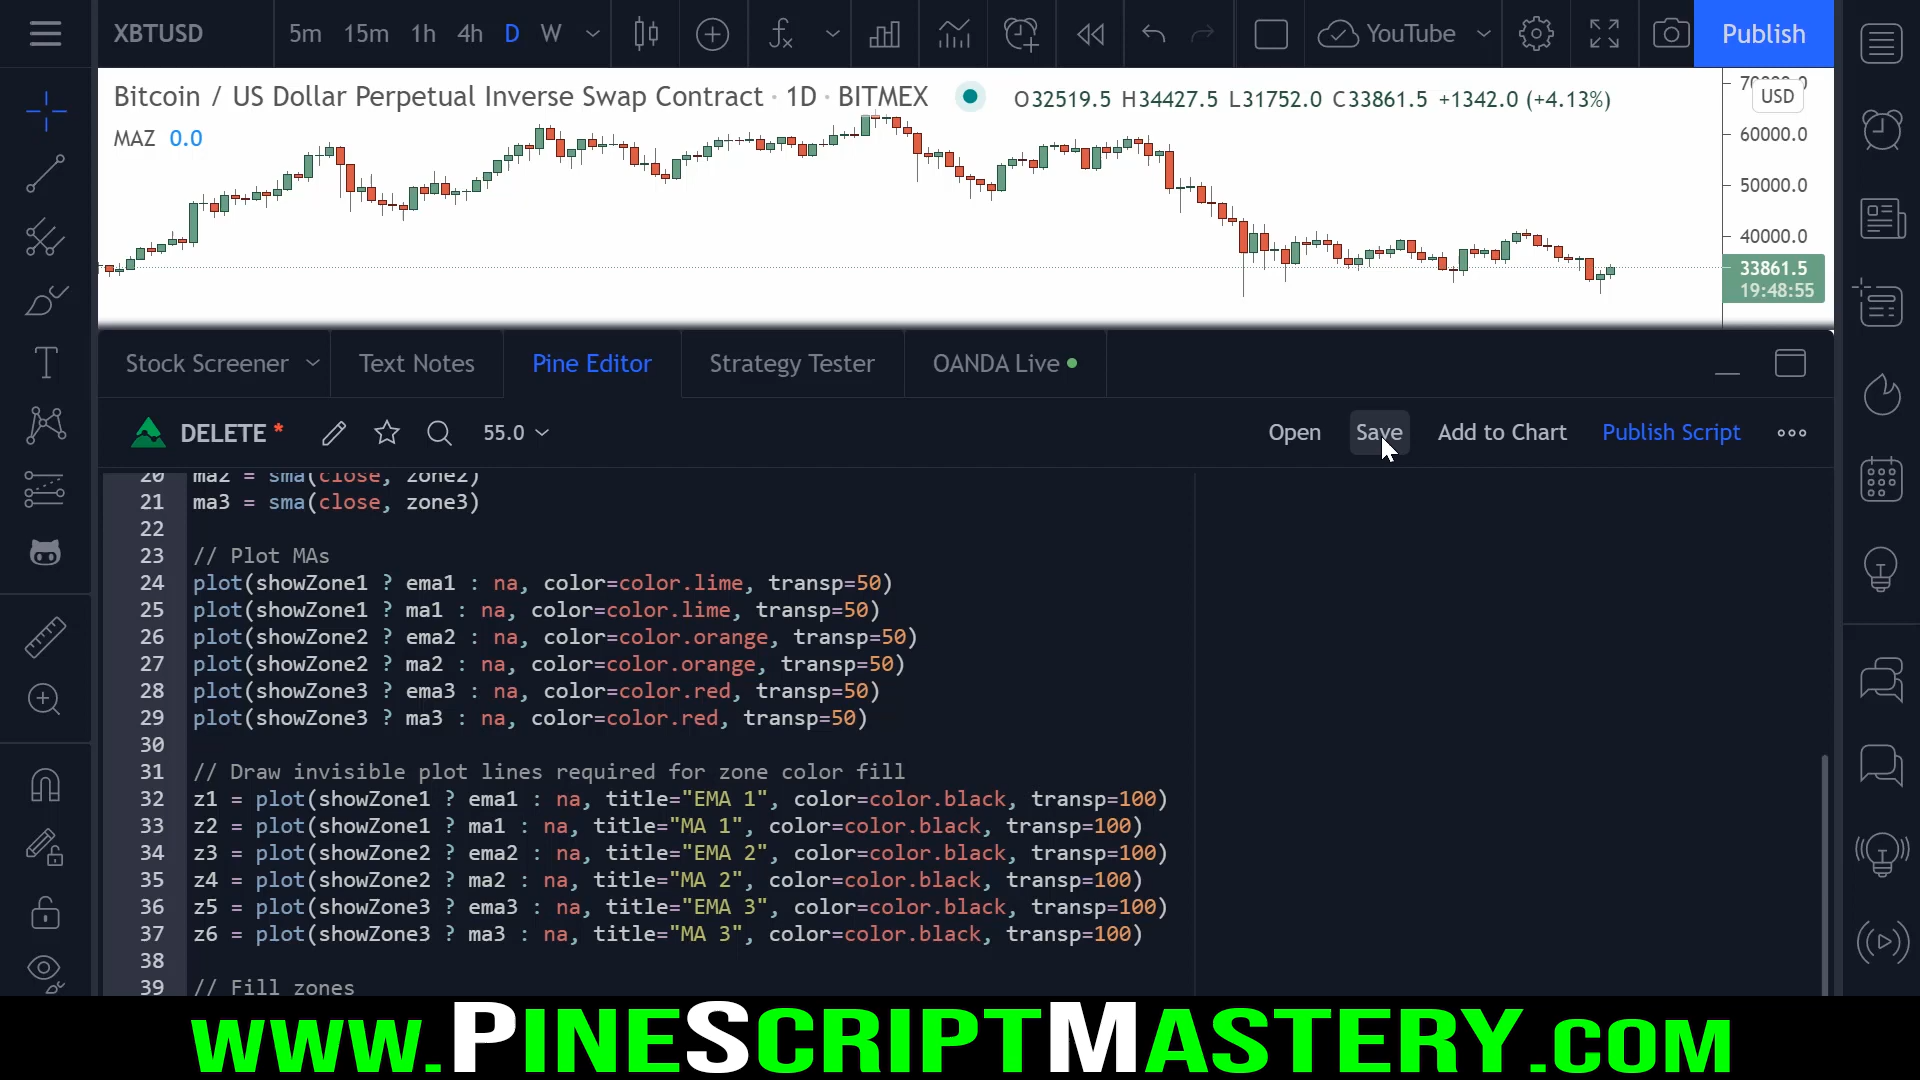 XBTUSD 5m 15m 1h 4h D W YouTube Publish
Bitcoin / US Dollar Perpetual Inverse Swap Contract · 1D · BITMEX O32519.5 H34427.5 L31752.0 C33861.5 +1342.0 (+4.13%)
USD
MAZ 0.0
60000.0
50000.0
40000.0
33861.5
19:48:55
Stock Screener Text Notes Pine Editor Strategy Tester OANDA Live
DELETE * 55.0 Open Save Add to Chart Publish Script
20 ma2 = sma(close, zone2)
21 ma3 = sma(close, zone3)
22
23 // Plot MAs
24 plot(showZone1 ? ema1 : na, color=color.lime, transp=50)
25 plot(showZone1 ? ma1 : na, color=color.lime, transp=50)
26 plot(showZone2 ? ema2 : na, color=color.orange, transp=50)
27 plot(showZone2 ? ma2 : na, color=color.orange, transp=50)
28 plot(showZone3 ? ema3 : na, color=color.red, transp=50)
29 plot(showZone3 ? ma3 : na, color=color.red, transp=50)
30
31 // Draw invisible plot lines required for zone color fill
32 z1 = plot(showZone1 ? ema1 : na, title="EMA 1", color=color.black, transp=100)
33 z2 = plot(showZone1 ? ma1 : na, title="MA 1", color=color.black, transp=100)
34 z3 = plot(showZone2 ? ema2 : na, title="EMA 2", color=color.black, transp=100)
35 z4 = plot(showZone2 ? ma2 : na, title="MA 2", color=color.black, transp=100)
36 z5 = plot(showZone3 ? ema3 : na, title="EMA 3", color=color.black, transp=100)
37 z6 = plot(showZone3 ? ma3 : na, title="MA 3", color=color.black, transp=100)
38
39 // Fill zones
www.PineScriptMastery.com